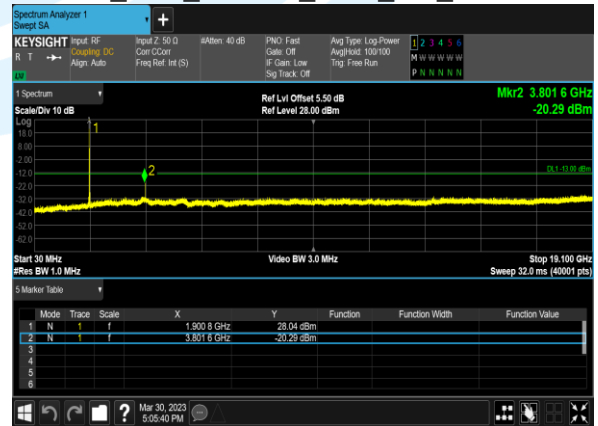 Spectrum Analyzer 1
Swept SA
+
KEYSIGHT Input: RF Input Z: 50 Ω #Atten: 40 dB PNO: Fast Avg Type: Log-Power 1 2 3 4 5 6
R T Coupling: DC Corr CCorr Gate: Off Avg|Hold: 100/100 M W W W W W
Align: Auto Freq Ref: Int (S) IF Gain: Low Trig: Free Run
Sig Track: Off P N N N N N
1 Spectrum Ref Lvl Offset 5.50 dB Mkr2 3.801 6 GHz
Scale/Div 10 dB Ref Level 28.00 dBm -20.29 dBm
Log
18.0
8.00
-2.00
-12.0
-22.0
-32.0
-42.0
-52.0
-62.0
1
2
DL1 -13.00 dBm
Start 30 MHz Video BW 3.0 MHz Stop 19.100 GHz
#Res BW 1.0 MHz Sweep 32.0 ms (40001 pts)
5 Marker Table
Mode Trace Scale X Y Function Function Width Function Value
1 N 1 f 1.900 8 GHz 28.04 dBm
2 N 1 f 3.801 6 GHz -20.29 dBm
3
4
5
6
? Mar 30, 2023
5:05:40 PM